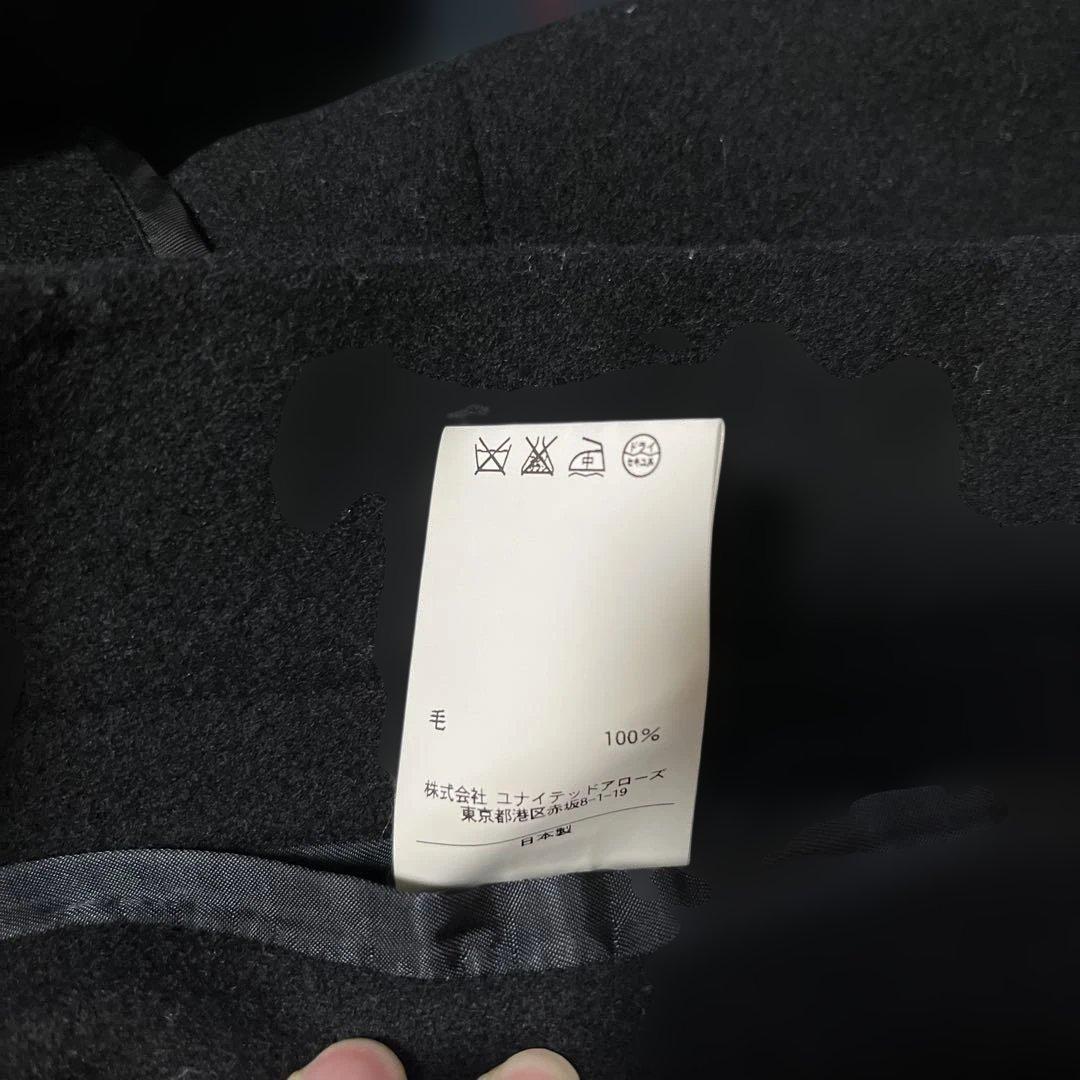 ドライ
セキユ系
中
毛
100%
株式会社 ユナイテッドアローズ
東京都港区赤坂8-1-19
日本製